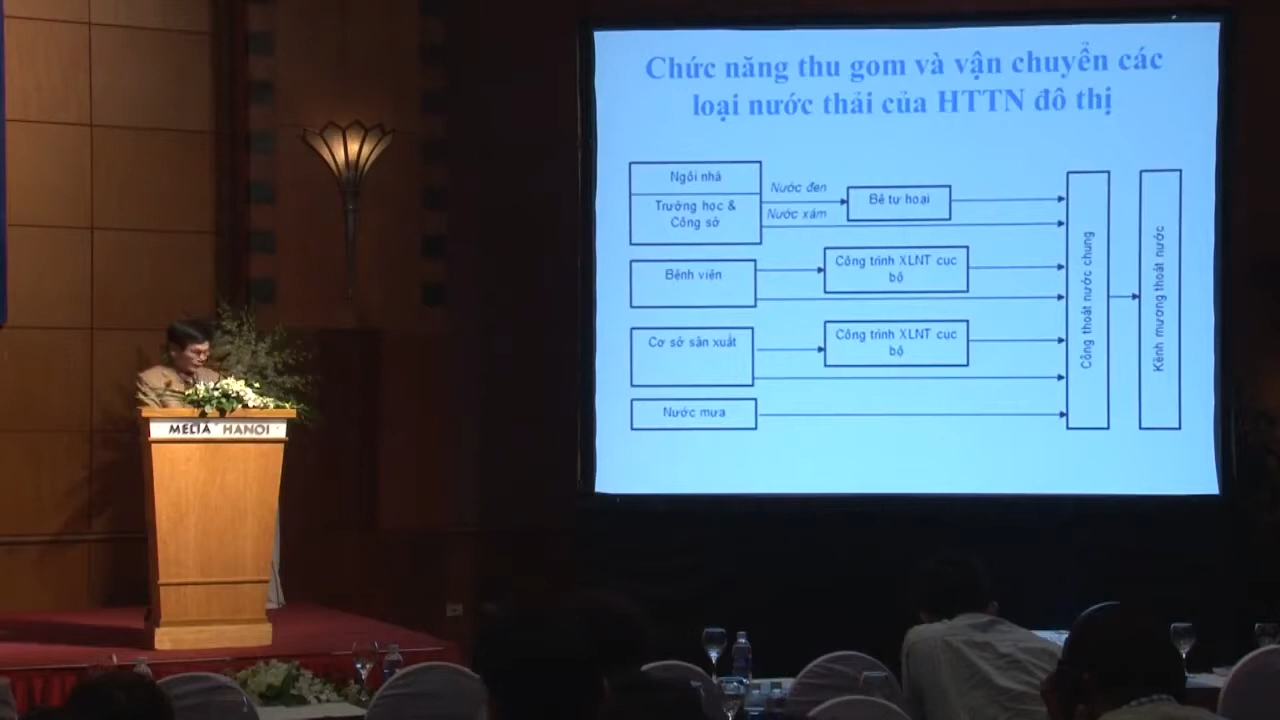 Chức năng thu gom và vận chuyển các
loại nước thải của HTTN đô thị
Ngôi nhà
Trường học &
Công sở
Nước đen
Nước xám
Bể tự hoại
Bệnh viện
Công trình XLNT cục
bộ
Cơ sở sản xuất
Công trình XLNT cục
bộ
Nước mưa
Cống thoát nước chung
Kênh mương thoát nước
MELIÃ HANOI